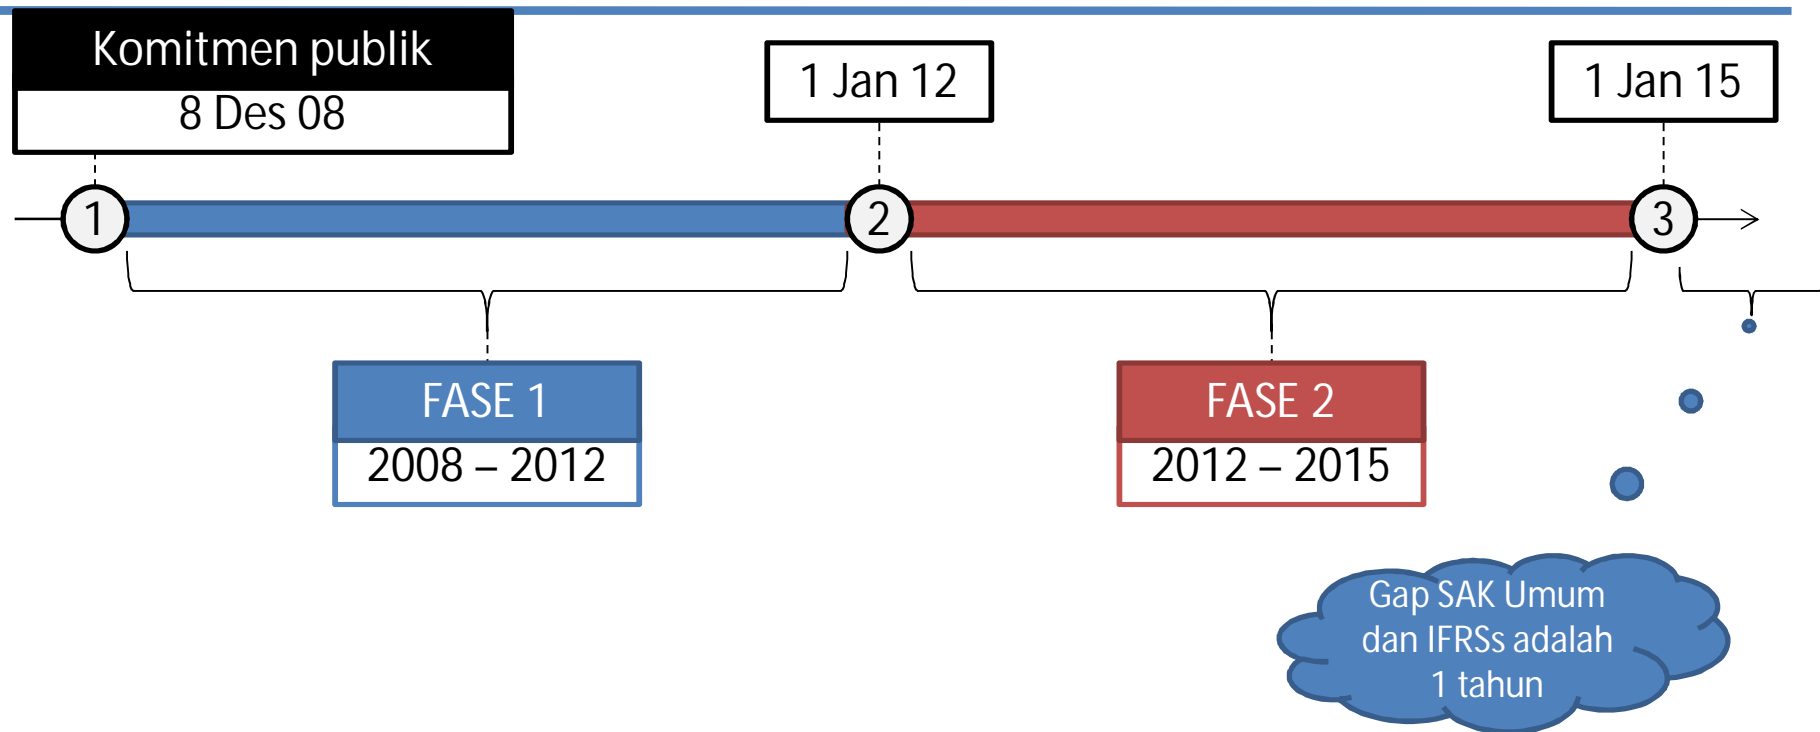 Komitmen publik
8 Des 08
1 Jan 12
1 Jan 15
1
2
3
FASE 1
2008 – 2012
FASE 2
2012 – 2015
Gap SAK Umum
dan IFRSs adalah
1 tahun